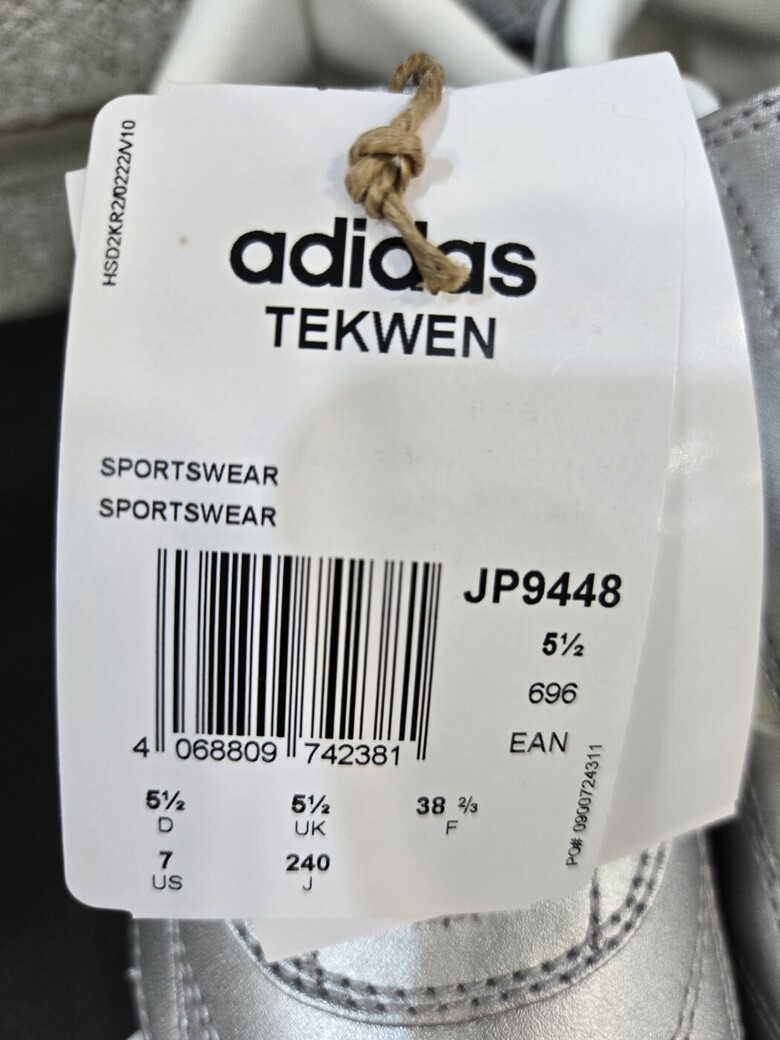 HSD2KR2/0222/V10
adidas
TEKWEN
SPORTSWEAR
SPORTSWEAR
JP9448
5½
696
EAN
4 068809 742381
PO# 0900724311
5½ 5½ 38 ⅔
D UK F
7 240
US J